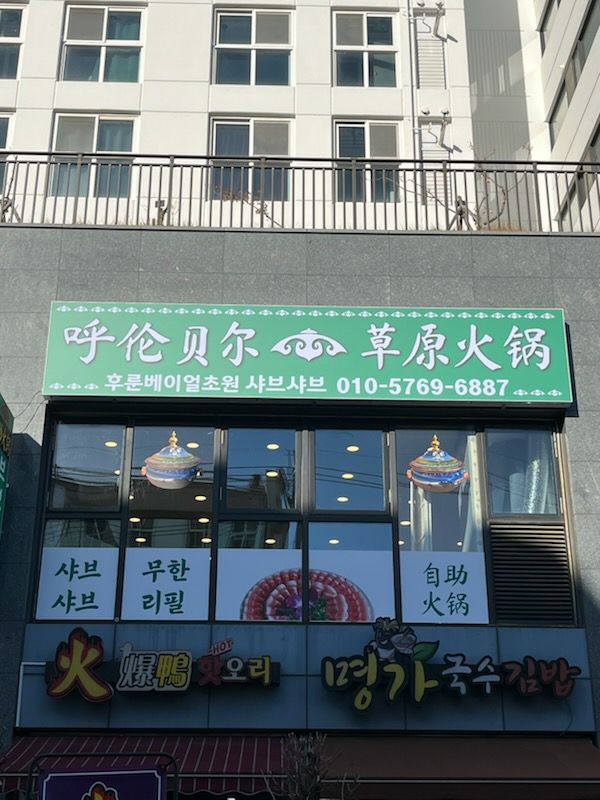 呼伦贝尔 草原火锅
후룬베이얼초원 샤브샤브 010-5769-6887
샤브
샤브
무한
리필
自助
火锅
火爆鴨 HOT 핫오리
명가 국수 김밥